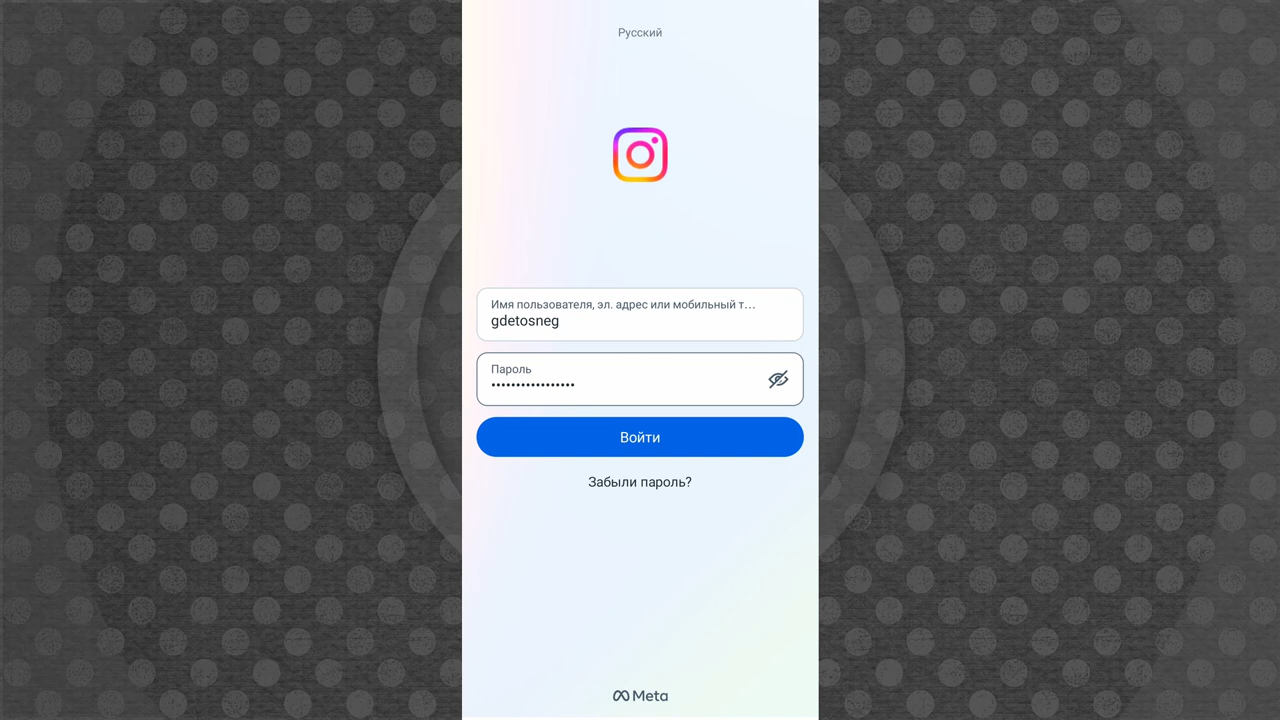 Русский
Имя пользователя, эл. адрес или мобильный т...
gdetosneg
Пароль
•••••••••••••••••
Войти
Забыли пароль?
Meta